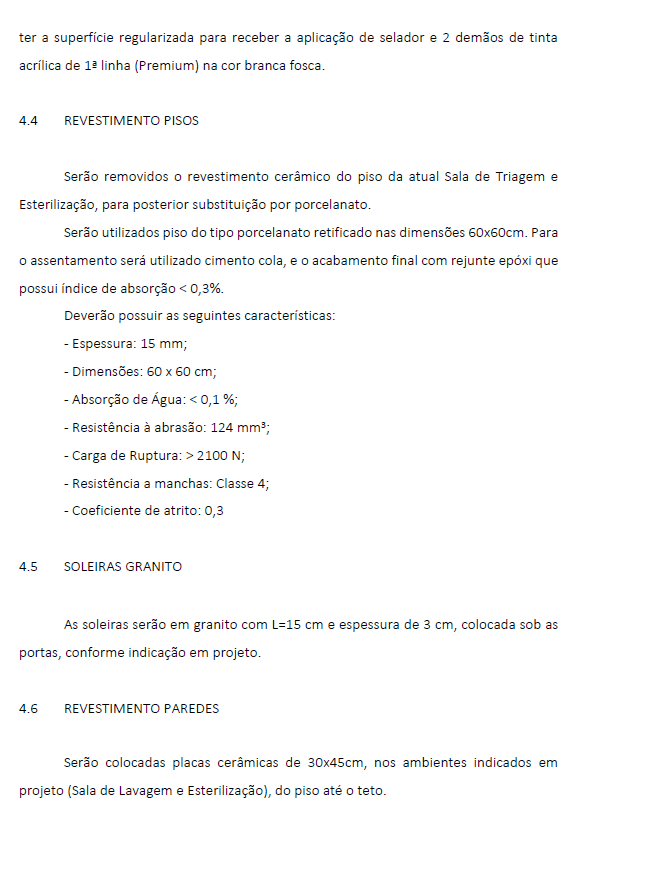 ter a superfície regularizada para receber a aplicação de selador e 2 demãos de tinta
acrílica de 1ª linha (Premium) na cor branca fosca.
4.4 REVESTIMENTO PISOS
Serão removidos o revestimento cerâmico do piso da atual Sala de Triagem e
Esterilização, para posterior substituição por porcelanato.
Serão utilizados piso do tipo porcelanato retificado nas dimensões 60x60cm. Para
o assentamento será utilizado cimento cola, e o acabamento final com rejunte epóxi que
possui índice de absorção < 0,3%.
Deverão possuir as seguintes características:
- Espessura: 15 mm;
- Dimensões: 60 x 60 cm;
- Absorção de Água: < 0,1 %;
- Resistência à abrasão: 124 mm³;
- Carga de Ruptura: > 2100 N;
- Resistência a manchas: Classe 4;
- Coeficiente de atrito: 0,3
4.5 SOLEIRAS GRANITO
As soleiras serão em granito com L=15 cm e espessura de 3 cm, colocada sob as
portas, conforme indicação em projeto.
4.6 REVESTIMENTO PAREDES
Serão colocadas placas cerâmicas de 30x45cm, nos ambientes indicados em
projeto (Sala de Lavagem e Esterilização), do piso até o teto.